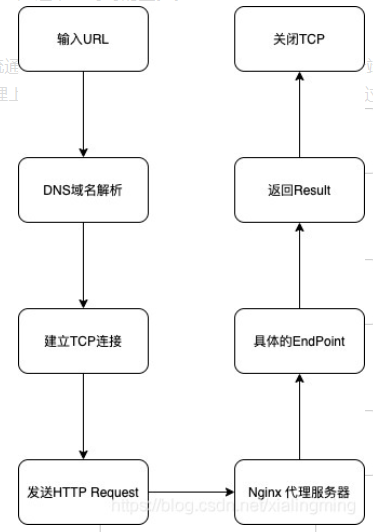 输入URL
关闭TCP
DNS域名解析
返回Result
建立TCP连接
具体的EndPoint
发送HTTP Request
Nginx 代理服务器
https://blog.csdn.net/xialingming